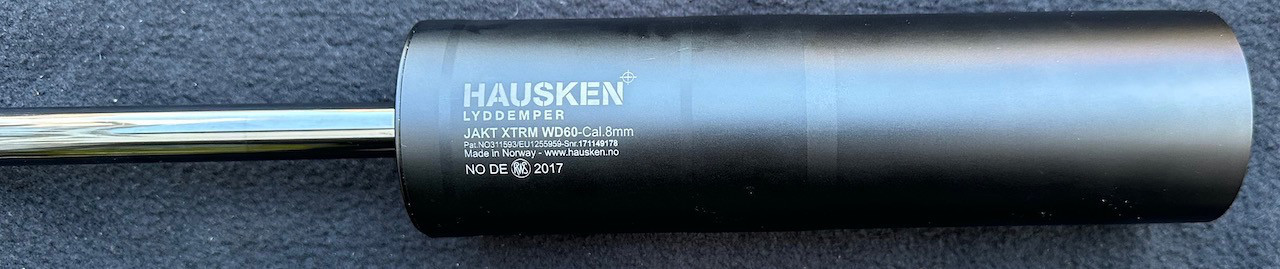 HAUSKEN
LYDDEMPER
JAKT XTRM WD60-Cal.8mm
Pat.NO311593/EU1255959-Snr.171149178
Made in Norway - www.hausken.no
NO DE RWS 2017